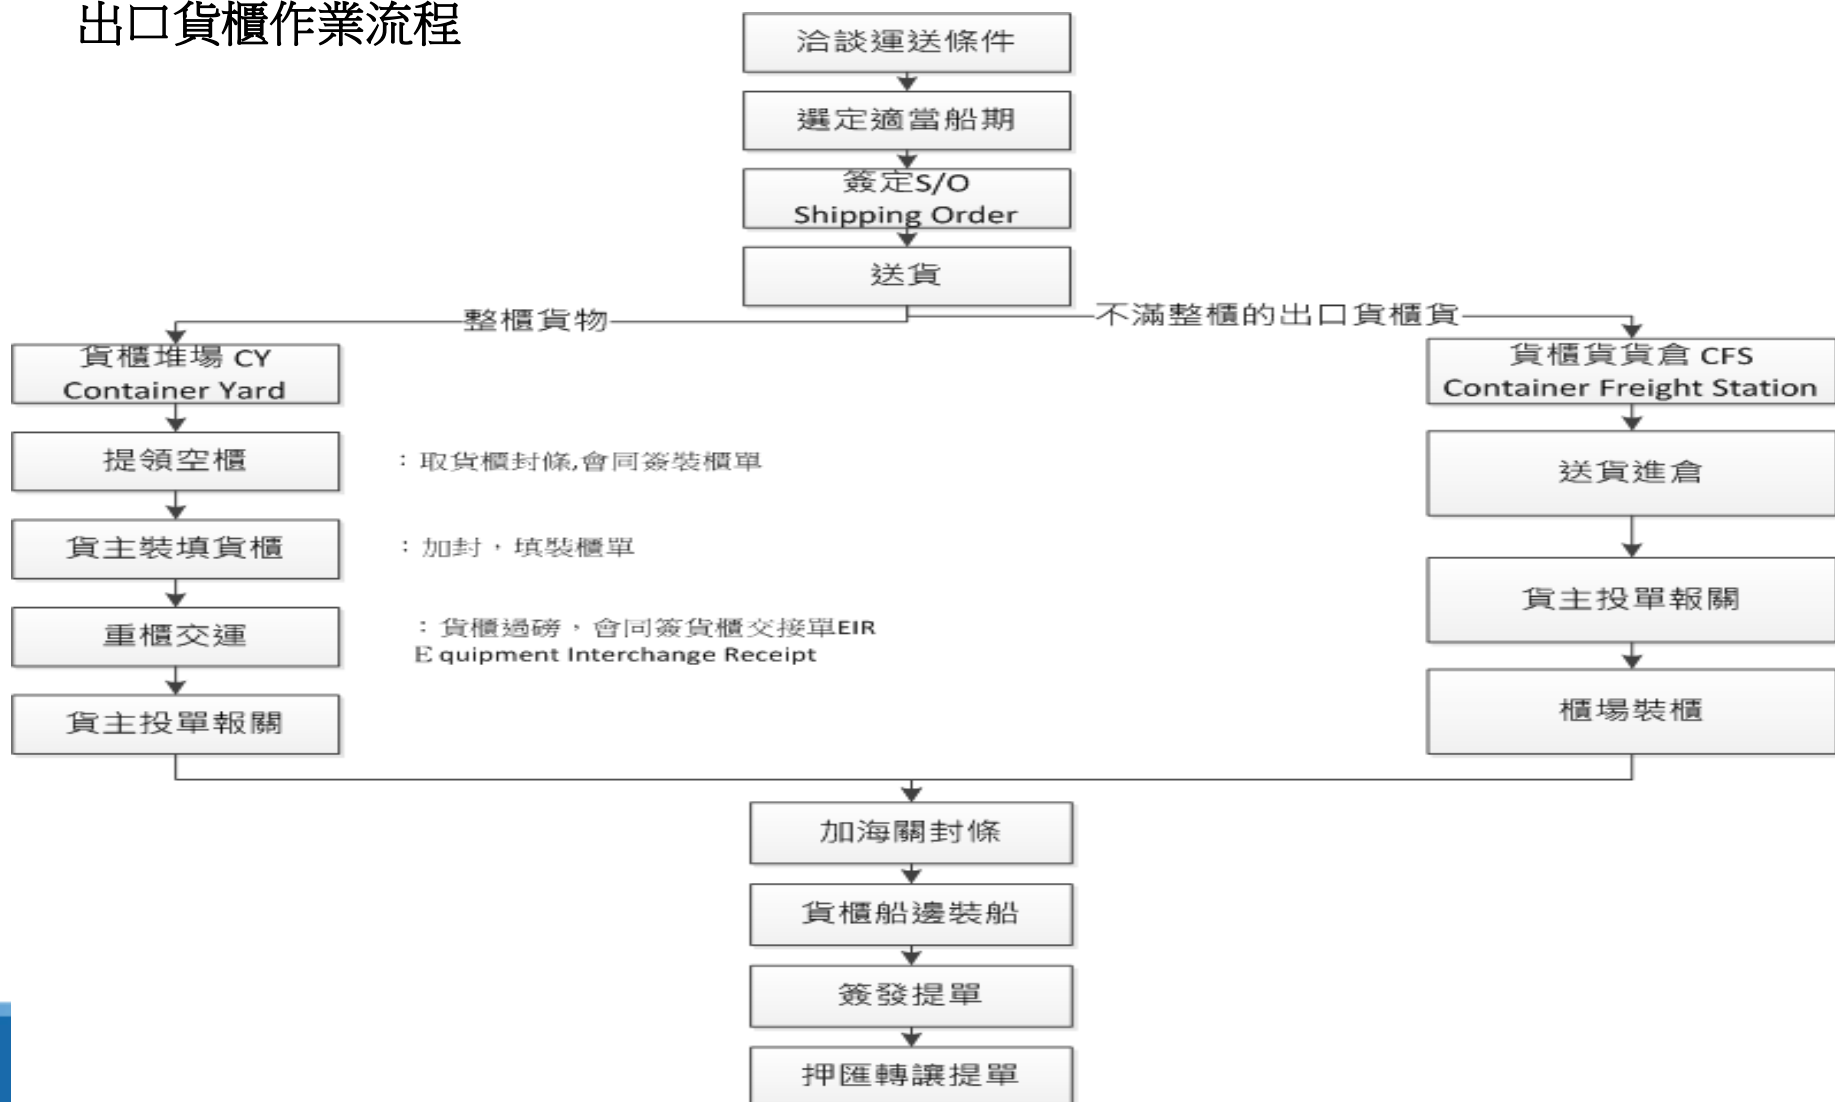 出口貨櫃作業流程
洽談運送條件
選定適當船期
簽定S/O
Shipping Order
送貨
整櫃貨物
不滿整櫃的出口貨櫃貨
貨櫃堆場 CY
Container Yard
提領空櫃
：取貨櫃封條,會同簽裝櫃單
貨主裝填貨櫃
：加封，填裝櫃單
重櫃交運
：貨櫃過磅，會同簽貨櫃交接單EIR
E quipment Interchange Receipt
貨主投單報關
貨櫃貨貨倉 CFS
Container Freight Station
送貨進倉
貨主投單報關
櫃場裝櫃
加海關封條
貨櫃船邊裝船
簽發提單
押匯轉讓提單